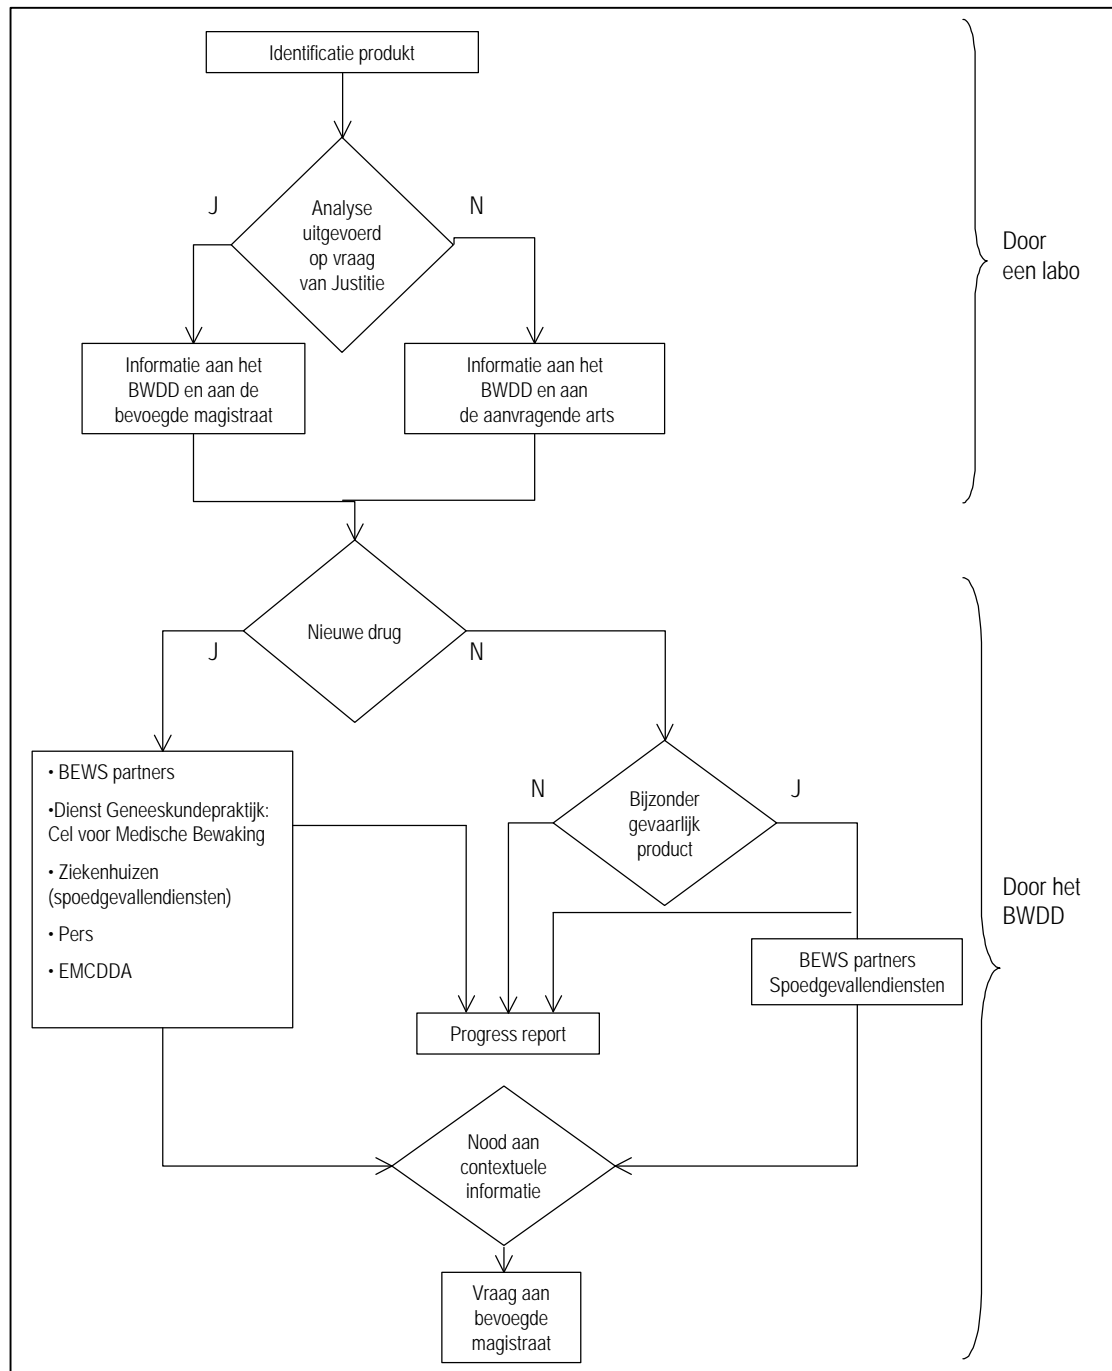 Identificatie produkt
J
N
Analyse
uitgevoerd
op vraag
van Justitie
Door
een labo
Informatie aan het
BWDD en aan de
bevoegde magistraat
Informatie aan het
BWDD en aan
de aanvragende arts
Nieuwe drug
J
N
• BEWS partners
•Dienst Geneeskundepraktijk:
Cel voor Medische Bewaking
• Ziekenhuizen
(spoedgevallendiensten)
• Pers
• EMCDDA
N
J
Bijzonder
gevaarlijk
product
Door het
BWDD
BEWS partners
Spoedgevallendiensten
Progress report
Nood aan
contextuele
informatie
Vraag aan
bevoegde
magistraat